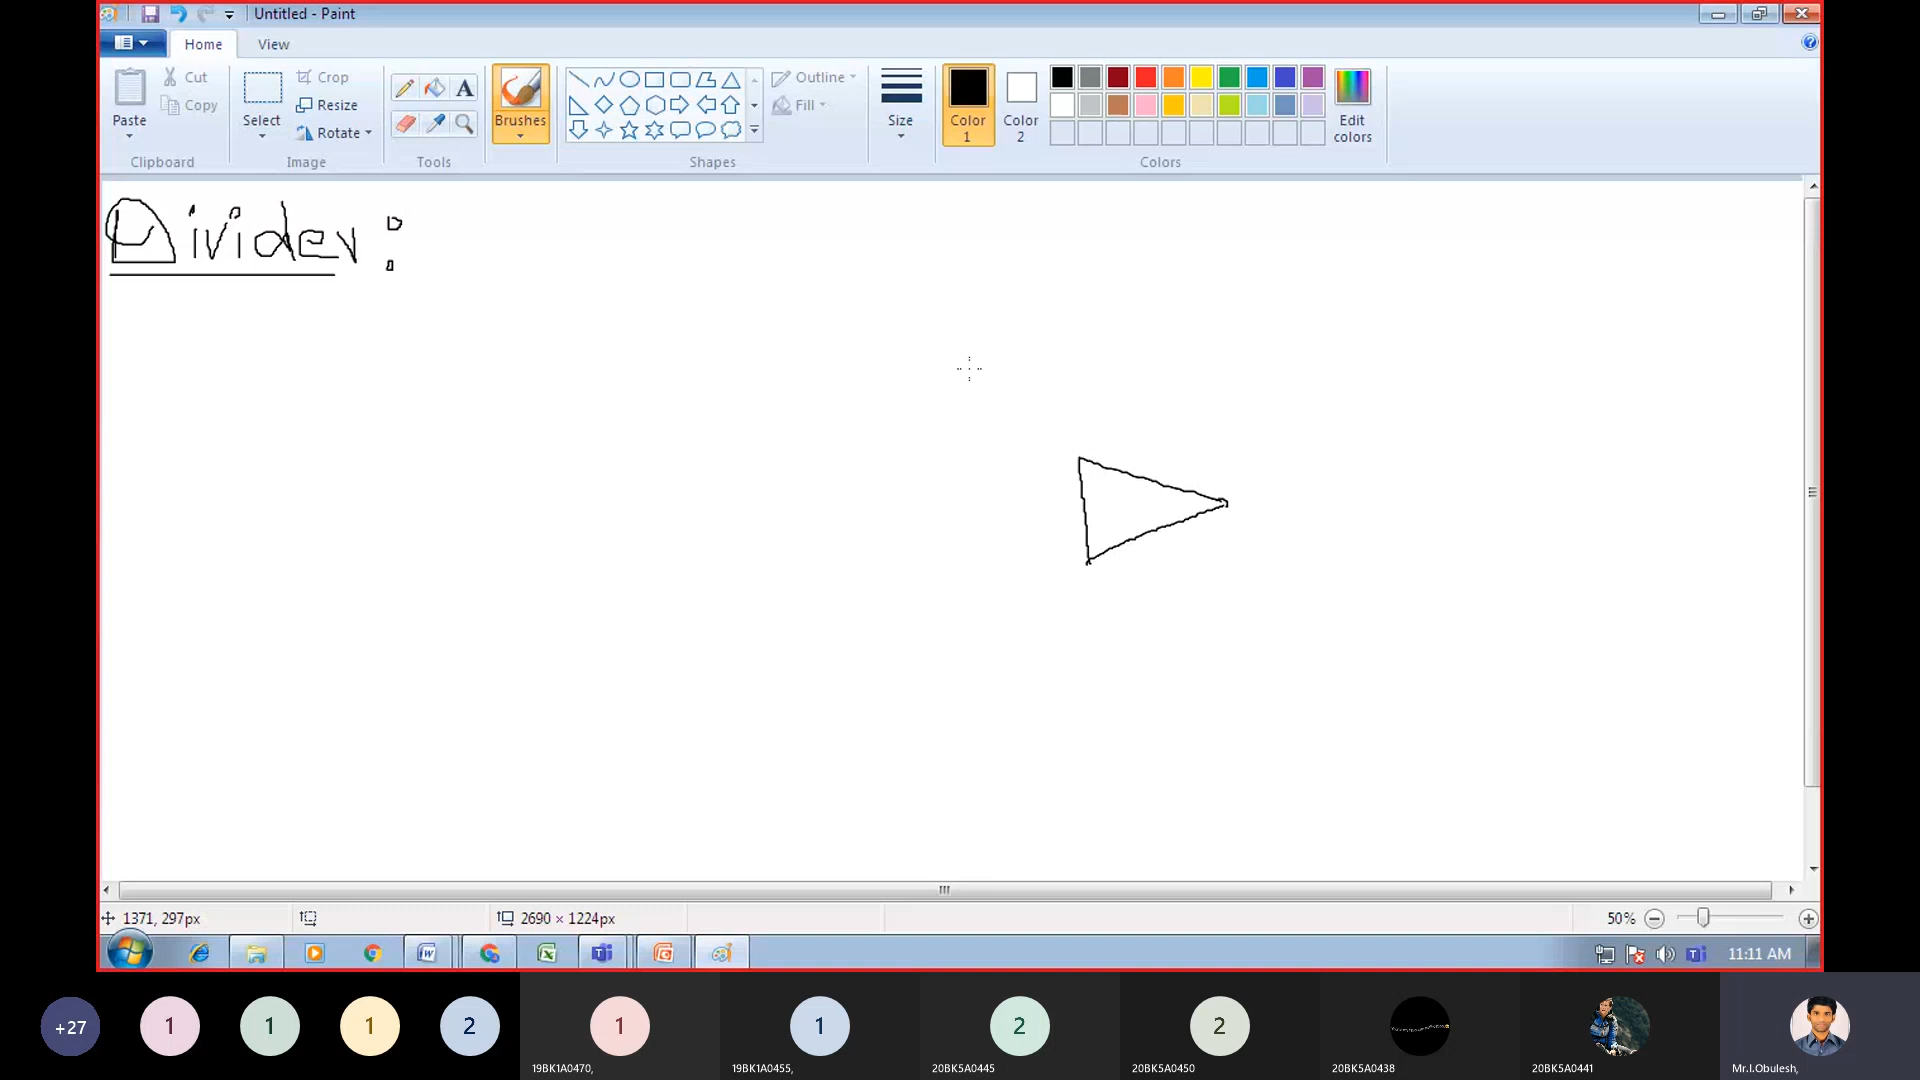 Untitled - Paint
Home View
Paste Cut Copy Clipboard
Select Crop Resize Rotate Image
A Tools
Brushes
Shapes
Outline Fill
Size
Color 1 Color 2 Edit colors Colors
Divider :
1371, 297px 2690 × 1224px 50%
11:11 AM
+27 1 1 1 2 1 1 2 2
19BK1A0470, 19BK1A0455, 20BK5A0445 20BK5A0450 20BK5A0438 20BK5A0441 Mr.I.Obulesh,